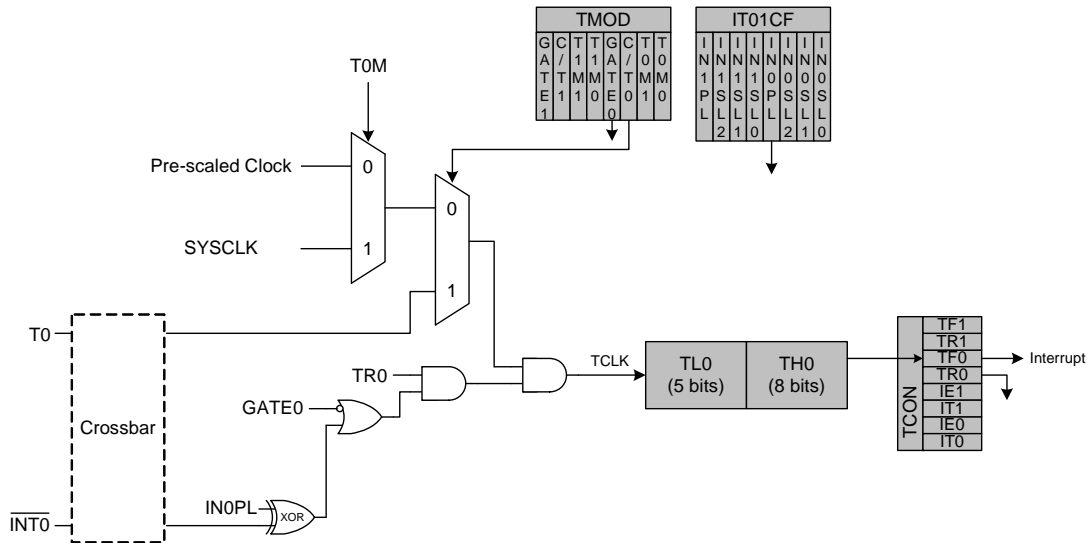 TMOD
GATE1
C/T1
T1M1
T1M0
GATE0
C/T0
T0M1
T0M0
IT01CF
IN1PL
IN1SL2
IN1SL1
IN1SL0
IN0PL
IN0SL2
IN0SL1
IN0SL0
T0M
Pre-scaled Clock
0
SYSCLK
1
0
1
T0
Crossbar
INT0
TR0
GATE0
IN0PL
XOR
TCLK
TL0
(5 bits)
TH0
(8 bits)
TCON
TF1
TR1
TF0
TR0
IE1
IT1
IE0
IT0
Interrupt